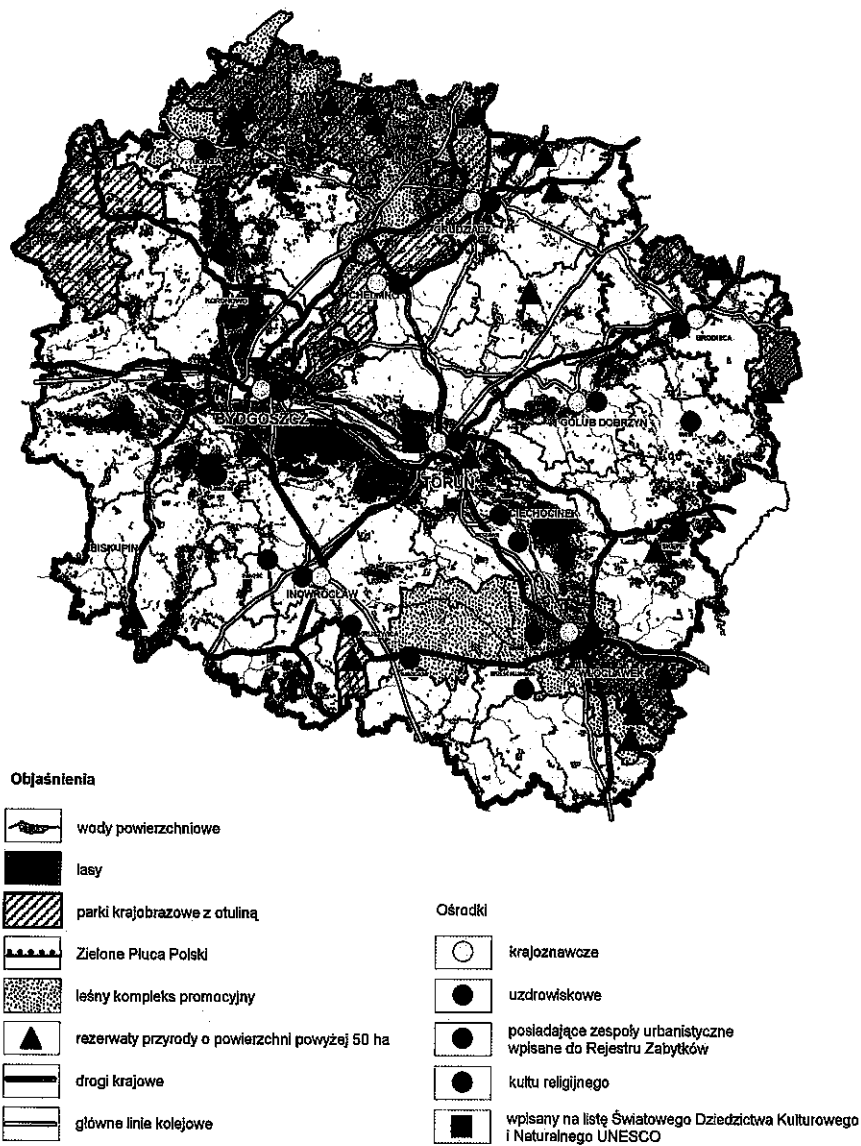 GRUDZIĄDZ
CHEŁMNO
KORONOWO
BRODNICA
BYDGOSZCZ
GOLUB DOBRZYŃ
TORUŃ
CIECHOCINEK
BISKUPIN
INOWROCŁAW
WŁOCŁAWEK
Objaśnienia
wody powierzchniowe
lasy
parki krajobrazowe z otuliną
Zielone Płuca Polski
leśny kompleks promocyjny
rezerwaty przyrody o powierzchni powyżej 50 ha
drogi krajowe
główne linie kolejowe
Ośrodki
krajoznawcze
uzdrowiskowe
posiadające zespoły urbanistyczne
wpisane do Rejestru Zabytków
kultu religijnego
wpisany na listę Światowego Dziedzictwa Kulturowego
i Naturalnego UNESCO